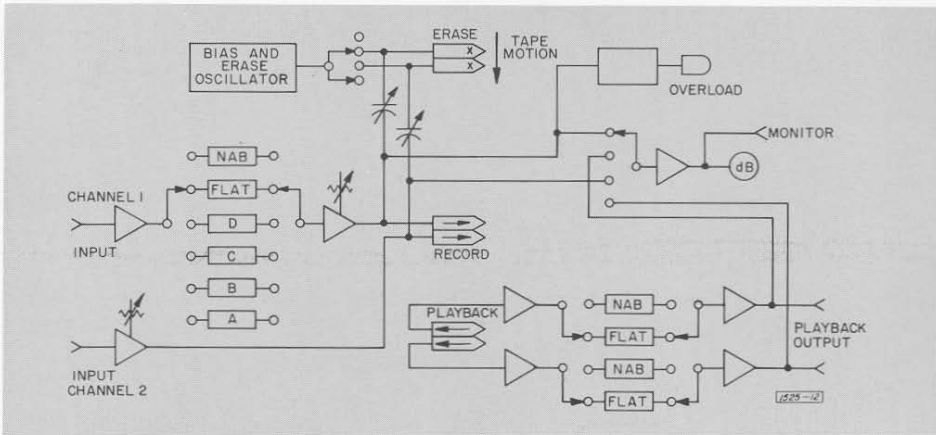 BIAS AND
ERASE
OSCILLATOR
ERASE
x
x
TAPE
MOTION
OVERLOAD
MONITOR
dB
NAB
CHANNEL 1
FLAT
INPUT
D
C
B
A
RECORD
INPUT
CHANNEL 2
PLAYBACK
NAB
FLAT
NAB
FLAT
PLAYBACK
OUTPUT
1525-12